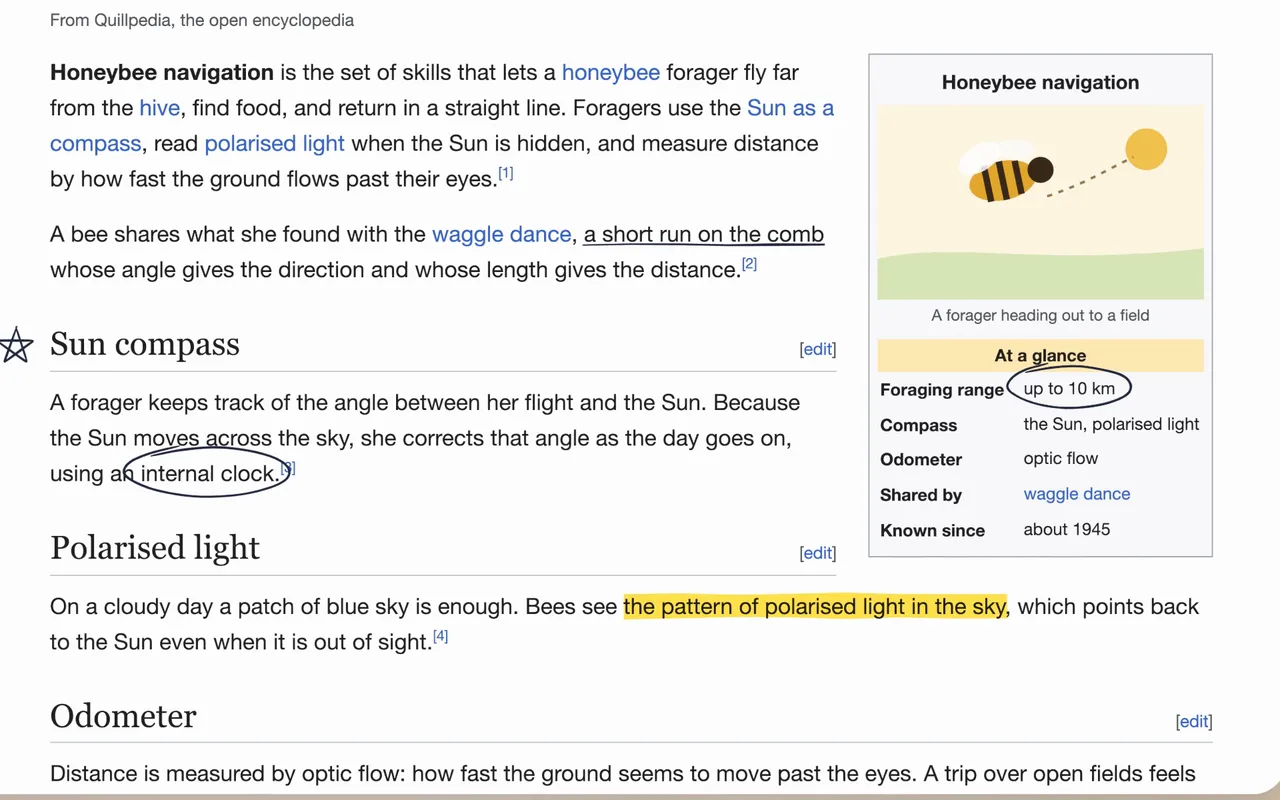 From Quillpedia, the open encyclopedia
Honeybee navigation is the set of skills that lets a honeybee forager fly far
from the hive, find food, and return in a straight line. Foragers use the Sun as a
compass, read polarised light when the Sun is hidden, and measure distance
by how fast the ground flows past their eyes.[1]
A bee shares what she found with the waggle dance, a short run on the comb
whose angle gives the direction and whose length gives the distance.[2]
Sun compass [edit]
A forager keeps track of the angle between her flight and the Sun. Because
the Sun moves across the sky, she corrects that angle as the day goes on,
using an internal clock.[3]
Honeybee navigation
A forager heading out to a field
At a glance
Foraging range up to 10 km
Compass the Sun, polarised light
Odometer optic flow
Shared by waggle dance
Known since about 1945
Polarised light [edit]
On a cloudy day a patch of blue sky is enough. Bees see the pattern of polarised light in the sky, which points back
to the Sun even when it is out of sight.[4]
Odometer [edit]
Distance is measured by optic flow: how fast the ground seems to move past the eyes. A trip over open fields feels